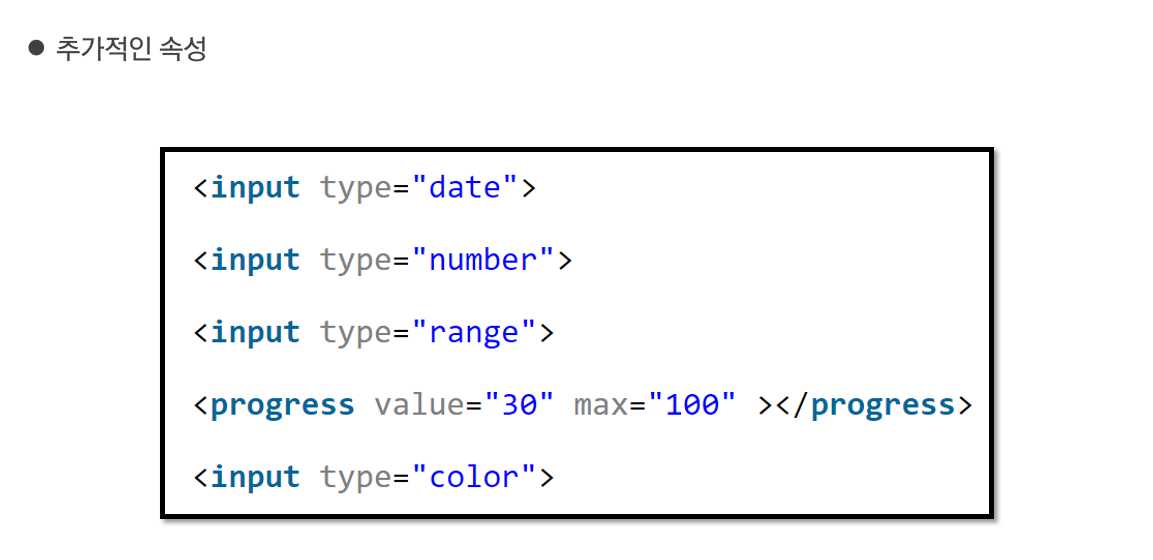 ● 추가적인 속성
<input type="date">
<input type="number">
<input type="range">
<progress value="30" max="100" ></progress>
<input type="color">